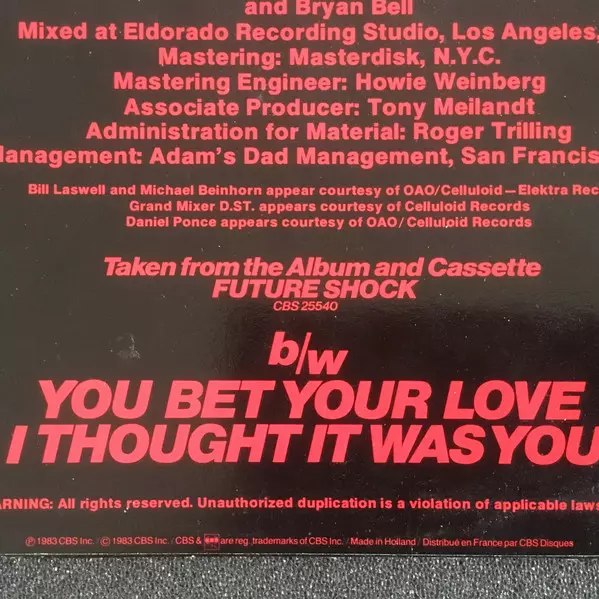 and Bryan Bell
Mixed at Eldorado Recording Studio, Los Angeles,
Mastering: Masterdisk, N.Y.C.
Mastering Engineer: Howie Weinberg
Associate Producer: Tony Meilandt
Administration for Material: Roger Trilling
Management: Adam's Dad Management, San Francis
Bill Laswell and Michael Beinhorn appear courtesy of OAO/Celluloid—Elektra Rec
Grand Mixer D.ST. appears courtesy of Celluloid Records
Daniel Ponce appears courtesy of OAO/Celluloid Records
Taken from the Album and Cassette
FUTURE SHOCK
CBS 25540
b/w
YOU BET YOUR LOVE
I THOUGHT IT WAS YOU
ARNING: All rights reserved. Unauthorized duplication is a violation of applicable laws
℗ 1983 CBS Inc. / © 1983 CBS Inc. / CBS & are reg. trademarks of CBS Inc. / Made in Holland / Distribué en France par CBS Disques